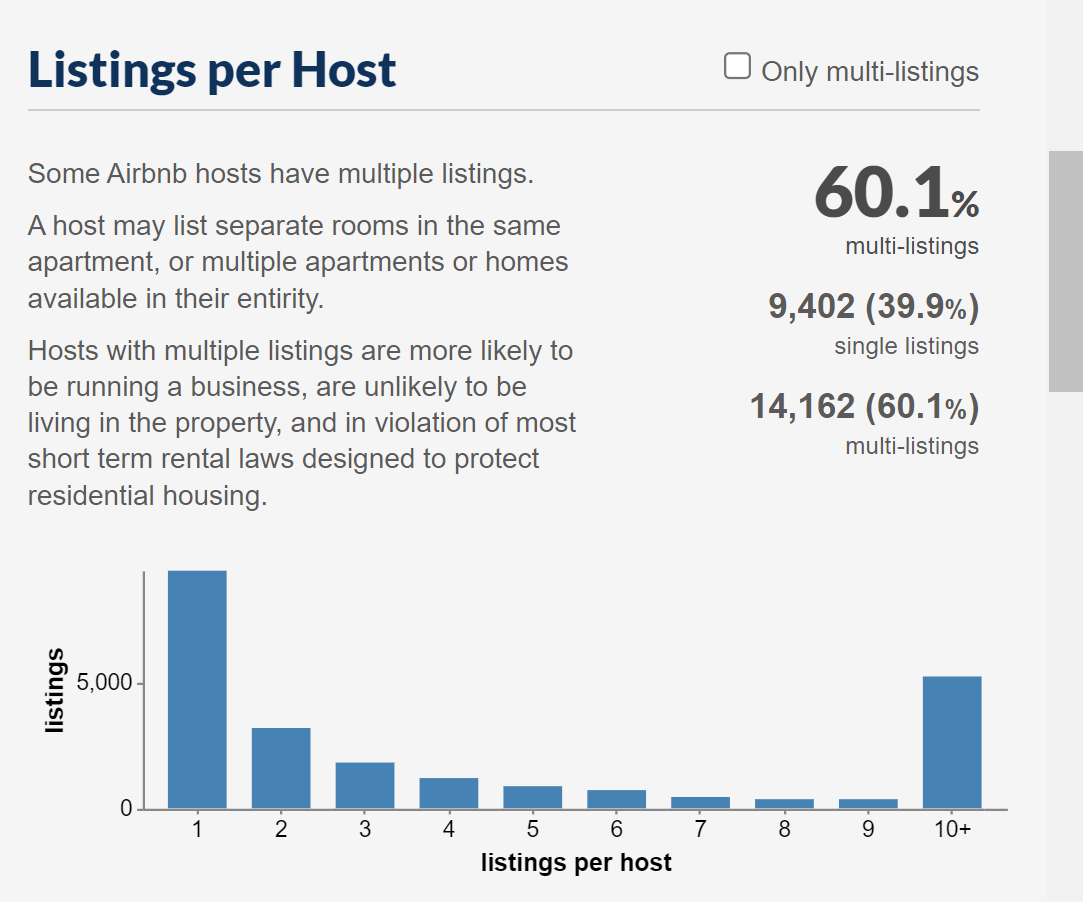 Listings per Host
Only multi-listings
Some Airbnb hosts have multiple listings.
A host may list separate rooms in the same
apartment, or multiple apartments or homes
available in their entirity.
Hosts with multiple listings are more likely to
be running a business, are unlikely to be
living in the property, and in violation of most
short term rental laws designed to protect
residential housing.
60.1%
multi-listings
9,402 (39.9%)
single listings
14,162 (60.1%)
multi-listings
listings
5,000
0
1 2 3 4 5 6 7 8 9 10+
listings per host